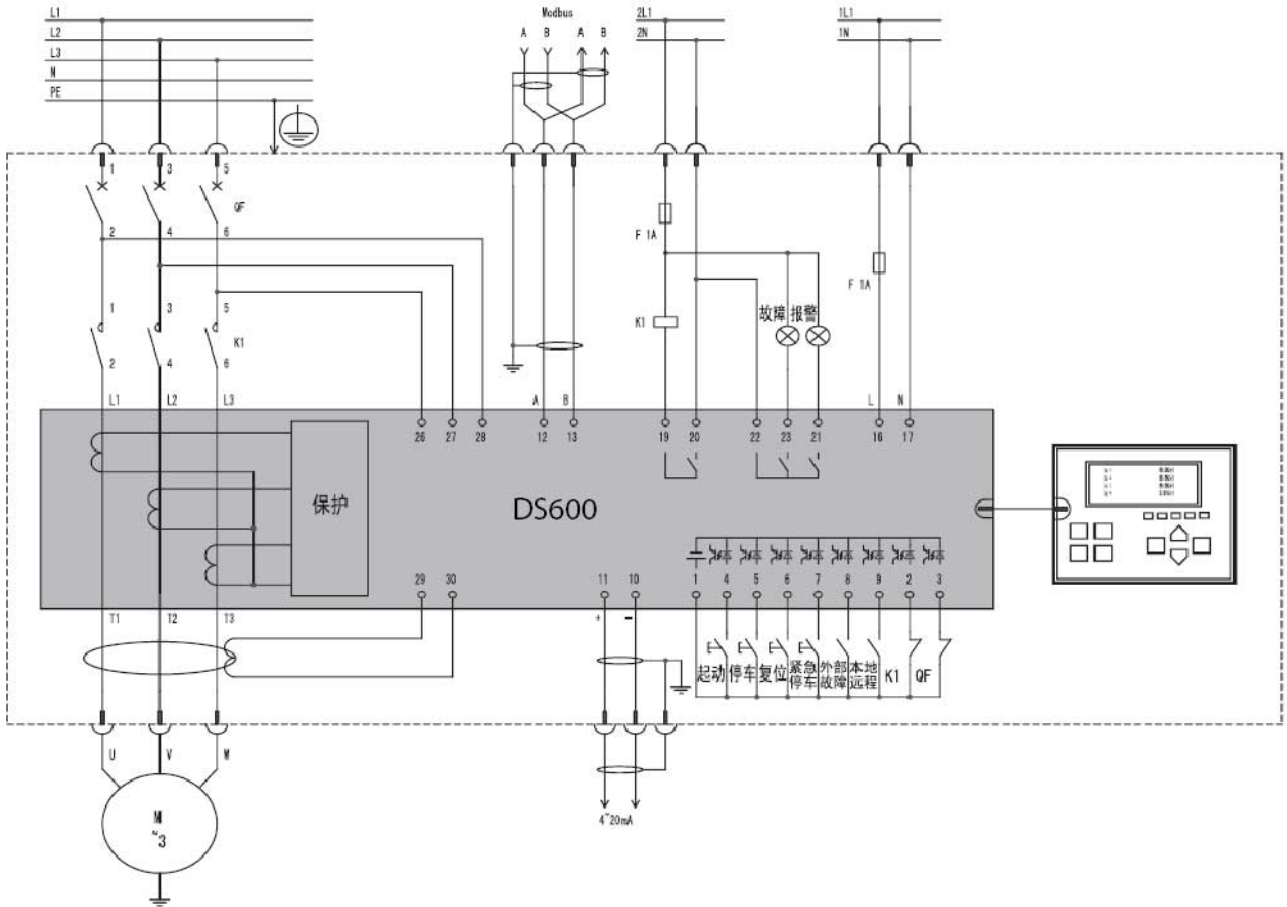 L1
L2
L3
N
PE
Modbus
A B A B
2L1
2N
1L1
1N
1 3 5
QF
2 4 6
F 1A
F 1A
1 3 5
K1
2 4 6
K1
故障 报警
L1 L2 L3
A B
L N
26 27 28 12 13 19 20 22 23 21 16 17
保护
DS600
29 30 11 10 1 4 5 6 7 8 9 2 3
T1 T2 T3
+ -
起动 停车 复位 紧急停车 外部故障 本地远程 K1 QF
U V W
M
~3
4~20mA